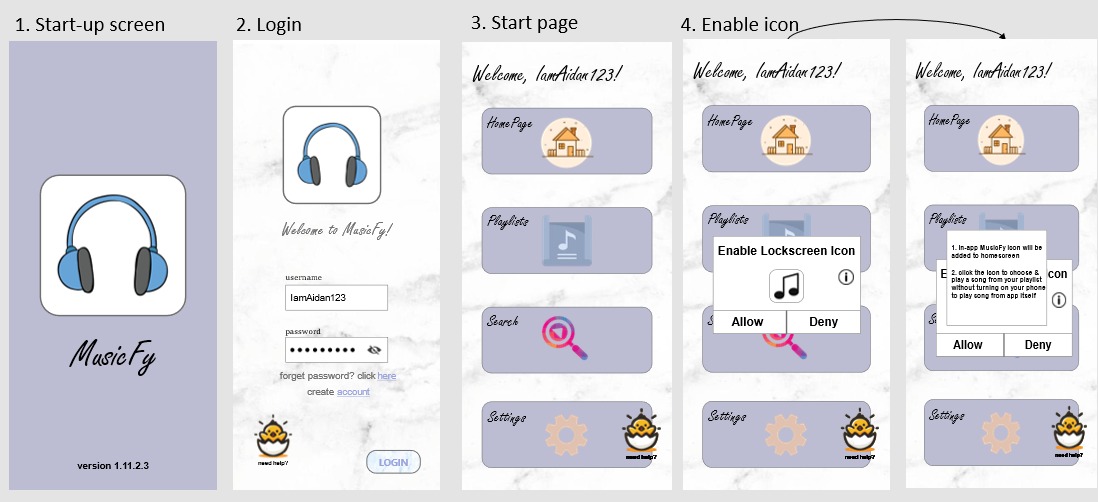 1. Start-up screen
MusicFy
version 1.11.2.3
2. Login
Welcome to MusicFy!
username
IamAidan123
password
•••••••••
forget password? click here
create account
need help?
LOGIN
3. Start page
Welcome, IamAidan123!
HomePage
Playlists
Search
Settings
need help?
4. Enable icon
Welcome, IamAidan123!
HomePage
Playlists
Enable Lockscreen Icon
i
Allow
Deny
S
Settings
need help?
Welcome, IamAidan123!
HomePage
Playlists
1. In-app MusicFy icon will be
added to homescreen
2. click the icon to choose &
play a song from your playlist
without turning on your phone
to play song from app itself
E
con
i
S
Allow
Deny
Settings
need help?